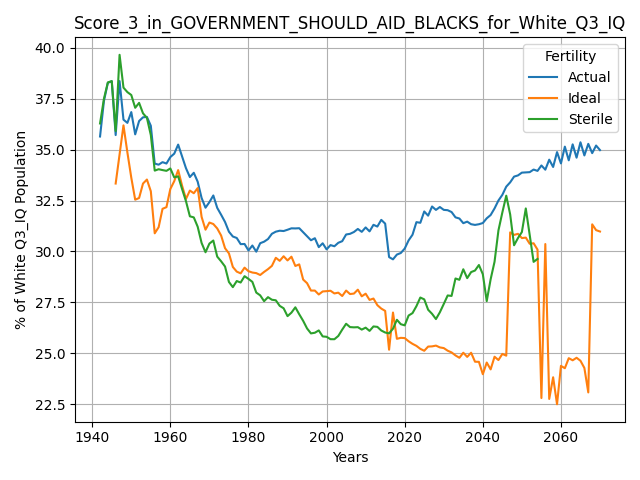 Score_3_in_GOVERNMENT_SHOULD_AID_BLACKS_for_White_Q3_IQ
% of White Q3_IQ Population
40.0
37.5
35.0
32.5
30.0
27.5
25.0
22.5
Fertility
Actual
Ideal
Sterile
1940 1960 1980 2000 2020 2040 2060
Years